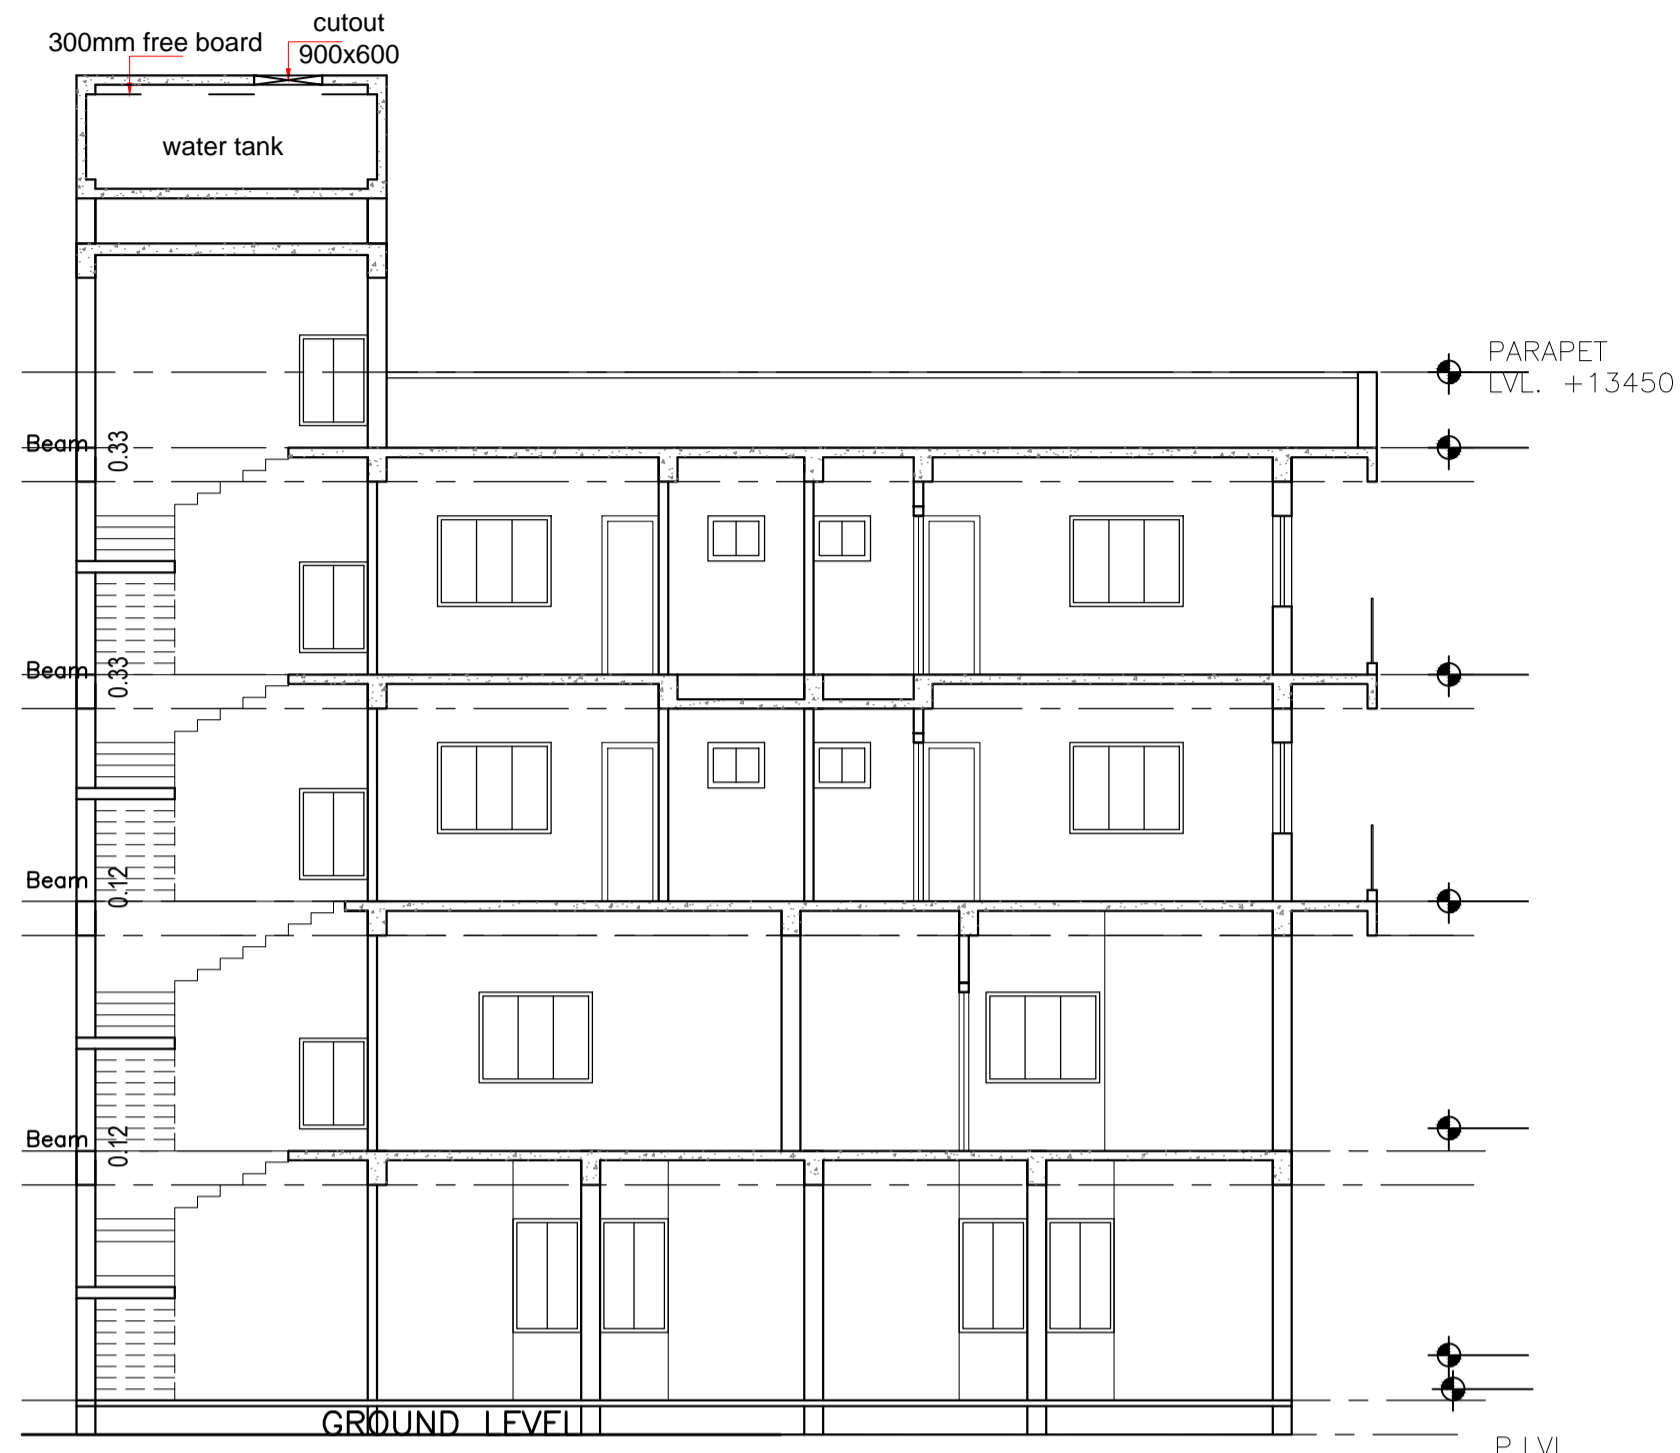 cutout
300mm free board
900x600
water tank
PARAPET
LVL. +13450
Beam
0.33
Beam
0.33
Beam
0.12
Beam
0.12
GROUND LEVEL